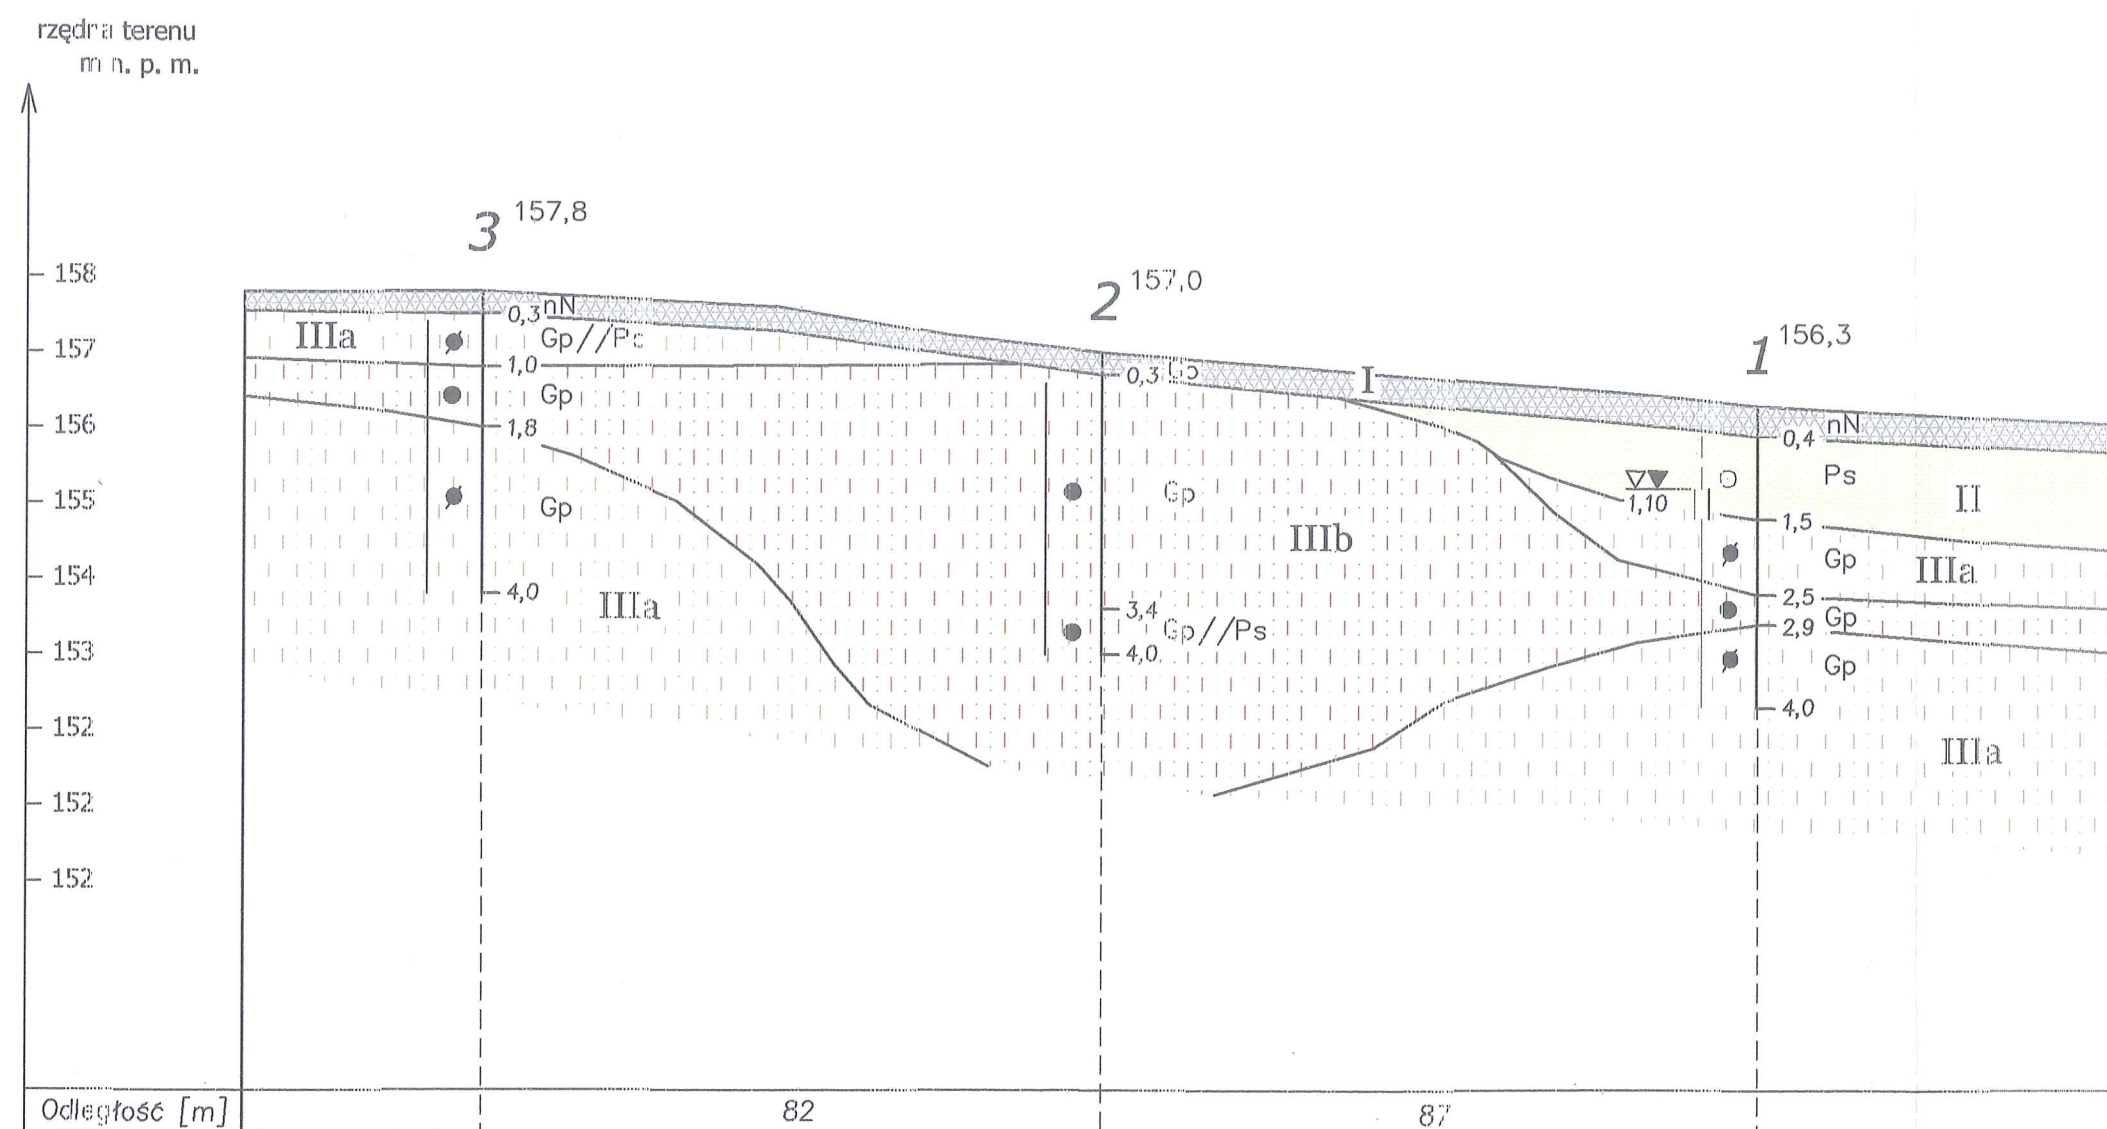 rzędna terenu
m n. p. m.
158
157
156
155
154
153
152
152
152
3 157,8
0,3 nN
IIIa
Gp//Ps
1,0
Gp
1,8
Gp
4,0
IIIa
2 157,0
0,3
Gp
3,4
Gp//Ps
4,0
IIIb
I
1 156,3
0,4 nN
Ps
II
1,10
1,5
Gp
IIIa
2,5
Gp
2,9
Gp
4,0
IIIa
Odległość [m]
82
87